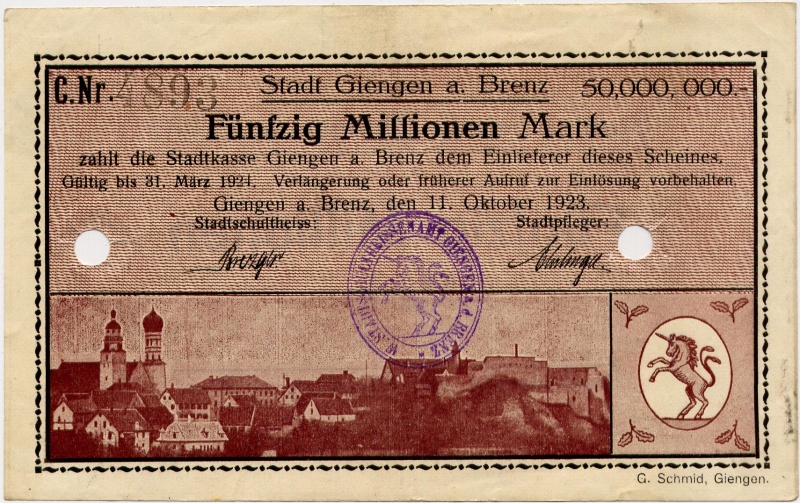 C.Nr. 4893 Stadt Giengen a. Brenz 50,000,000.-
Fünfzig Millionen Mark
zahlt die Stadtkasse Giengen a. Brenz dem Einlieferer dieses Scheines.
Gültig bis 31. März 1924. Verlängerung oder früherer Aufruf zur Einlösung vorbehalten.
Giengen a. Brenz, den 11. Oktober 1923.
Stadtschultheiss: Stadtpfleger:
G. Schmid, Giengen.